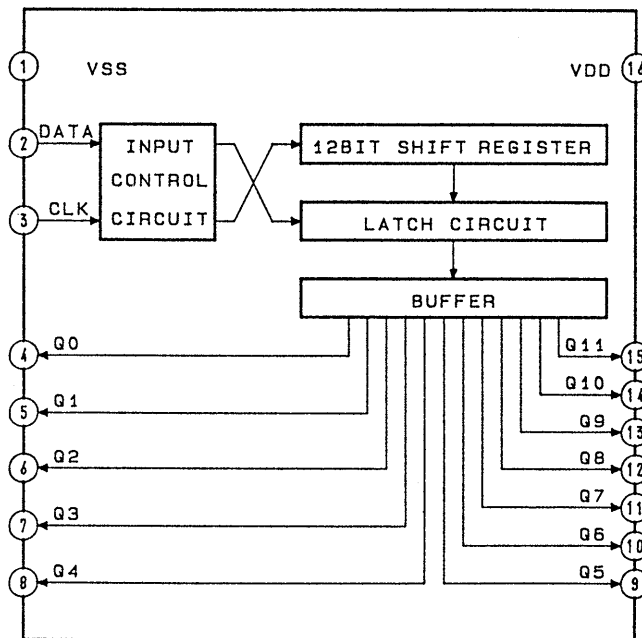 1 VSS VDD 16
2 DATA
INPUT
CONTROL
CIRCUIT
12BIT SHIFT REGISTER
3 CLK
LATCH CIRCUIT
BUFFER
4 Q0
5 Q1
6 Q2
7 Q3
8 Q4
Q11 15
Q10 14
Q9 13
Q8 12
Q7 11
Q6 10
Q5 9